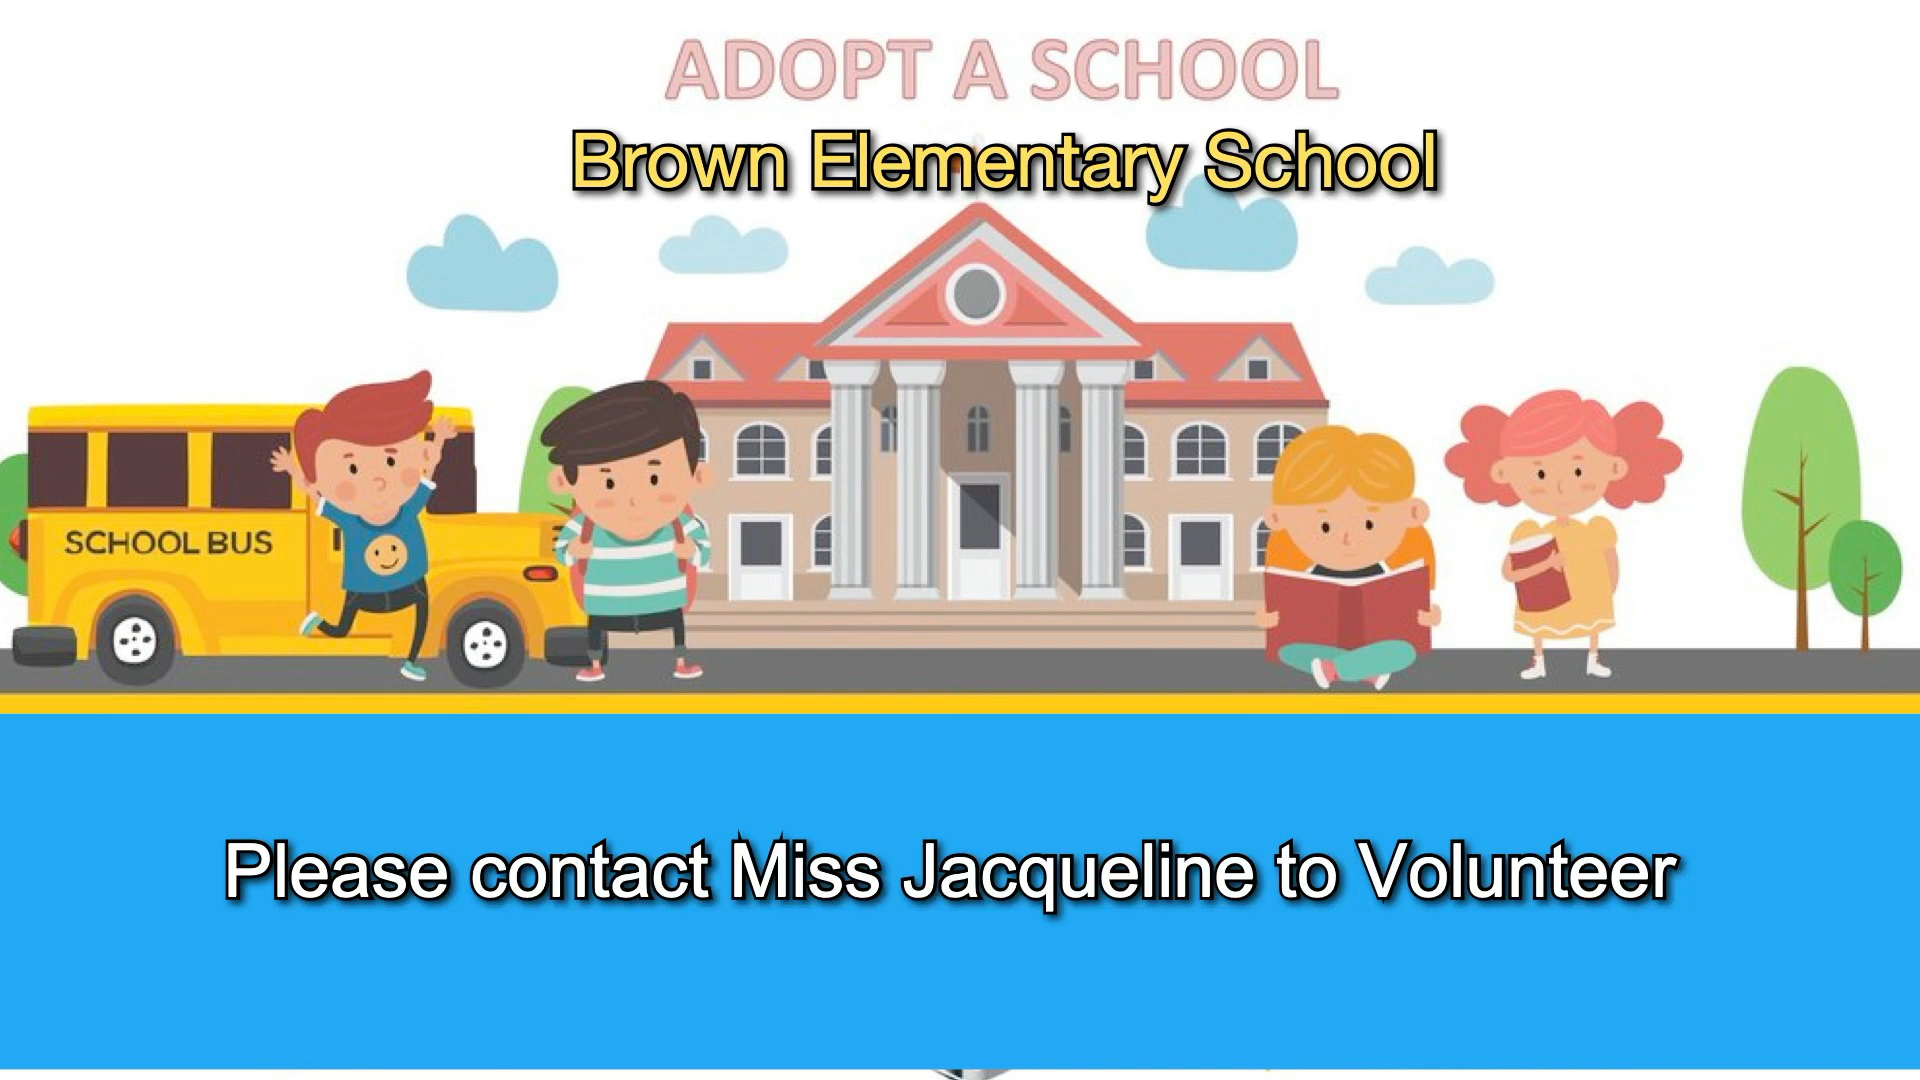 ADOPT A SCHOOL
Brown Elementary School
SCHOOL BUS
Please contact Miss Jacqueline to Volunteer